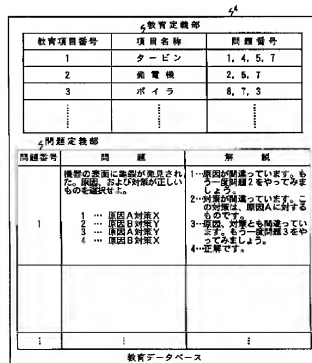 教育定義部
教育項目番号 項目名称 問題番号
1 タービン 1, 4, 5, 7
2 発電機 2, 5, 7
3 ボイラ 8, 7, 3
問題定義部
問題番号 問題 解説
1
機器の表面に亀裂が発見され
た。原因、および対策が正しい
ものを選択せよ。
1 … 原因A対策X
2 … 原因B対策Y
3 … 原因A対策Y
4 … 原因B対策X
1…原因が間違っています。も
う一度問題2をやってみま
しょう。
2…対策が間違っています。こ
の対策は、原因Aに対する
ものです。
3…原因、対策とも間違ってい
ます。もう一度問題3をや
ってみましょう。
4…正解です。
教育データベース